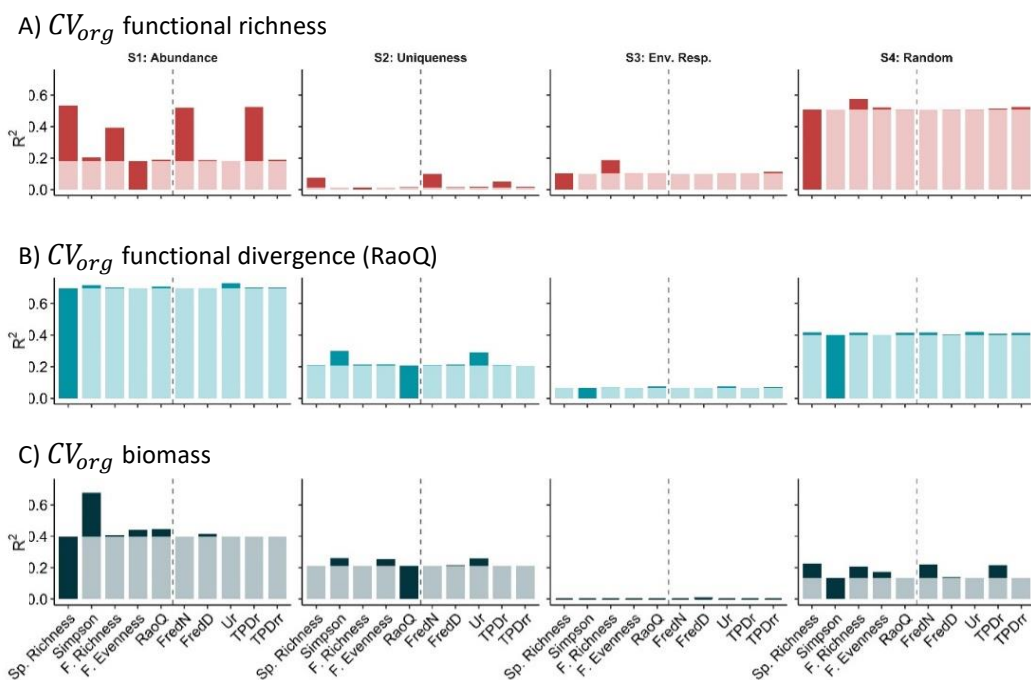 A) CVorg functional richness
S1: Abundance S2: Uniqueness S3: Env. Resp. S4: Random
R²
0.6
0.4
0.2
0.0
B) CVorg functional divergence (RaoQ)
R²
0.6
0.4
0.2
0.0
C) CVorg biomass
R²
0.6
0.4
0.2
0.0
Sp. Richness Simpson F. Richness F. Evenness RaoQ FredN FredD Ur TPDr TPDrr
Sp. Richness Simpson F. Richness F. Evenness RaoQ FredN FredD Ur TPDr TPDrr
Sp. Richness Simpson F. Richness F. Evenness RaoQ FredN FredD Ur TPDr TPDrr
Sp. Richness Simpson F. Richness F. Evenness RaoQ FredN FredD Ur TPDr TPDrr